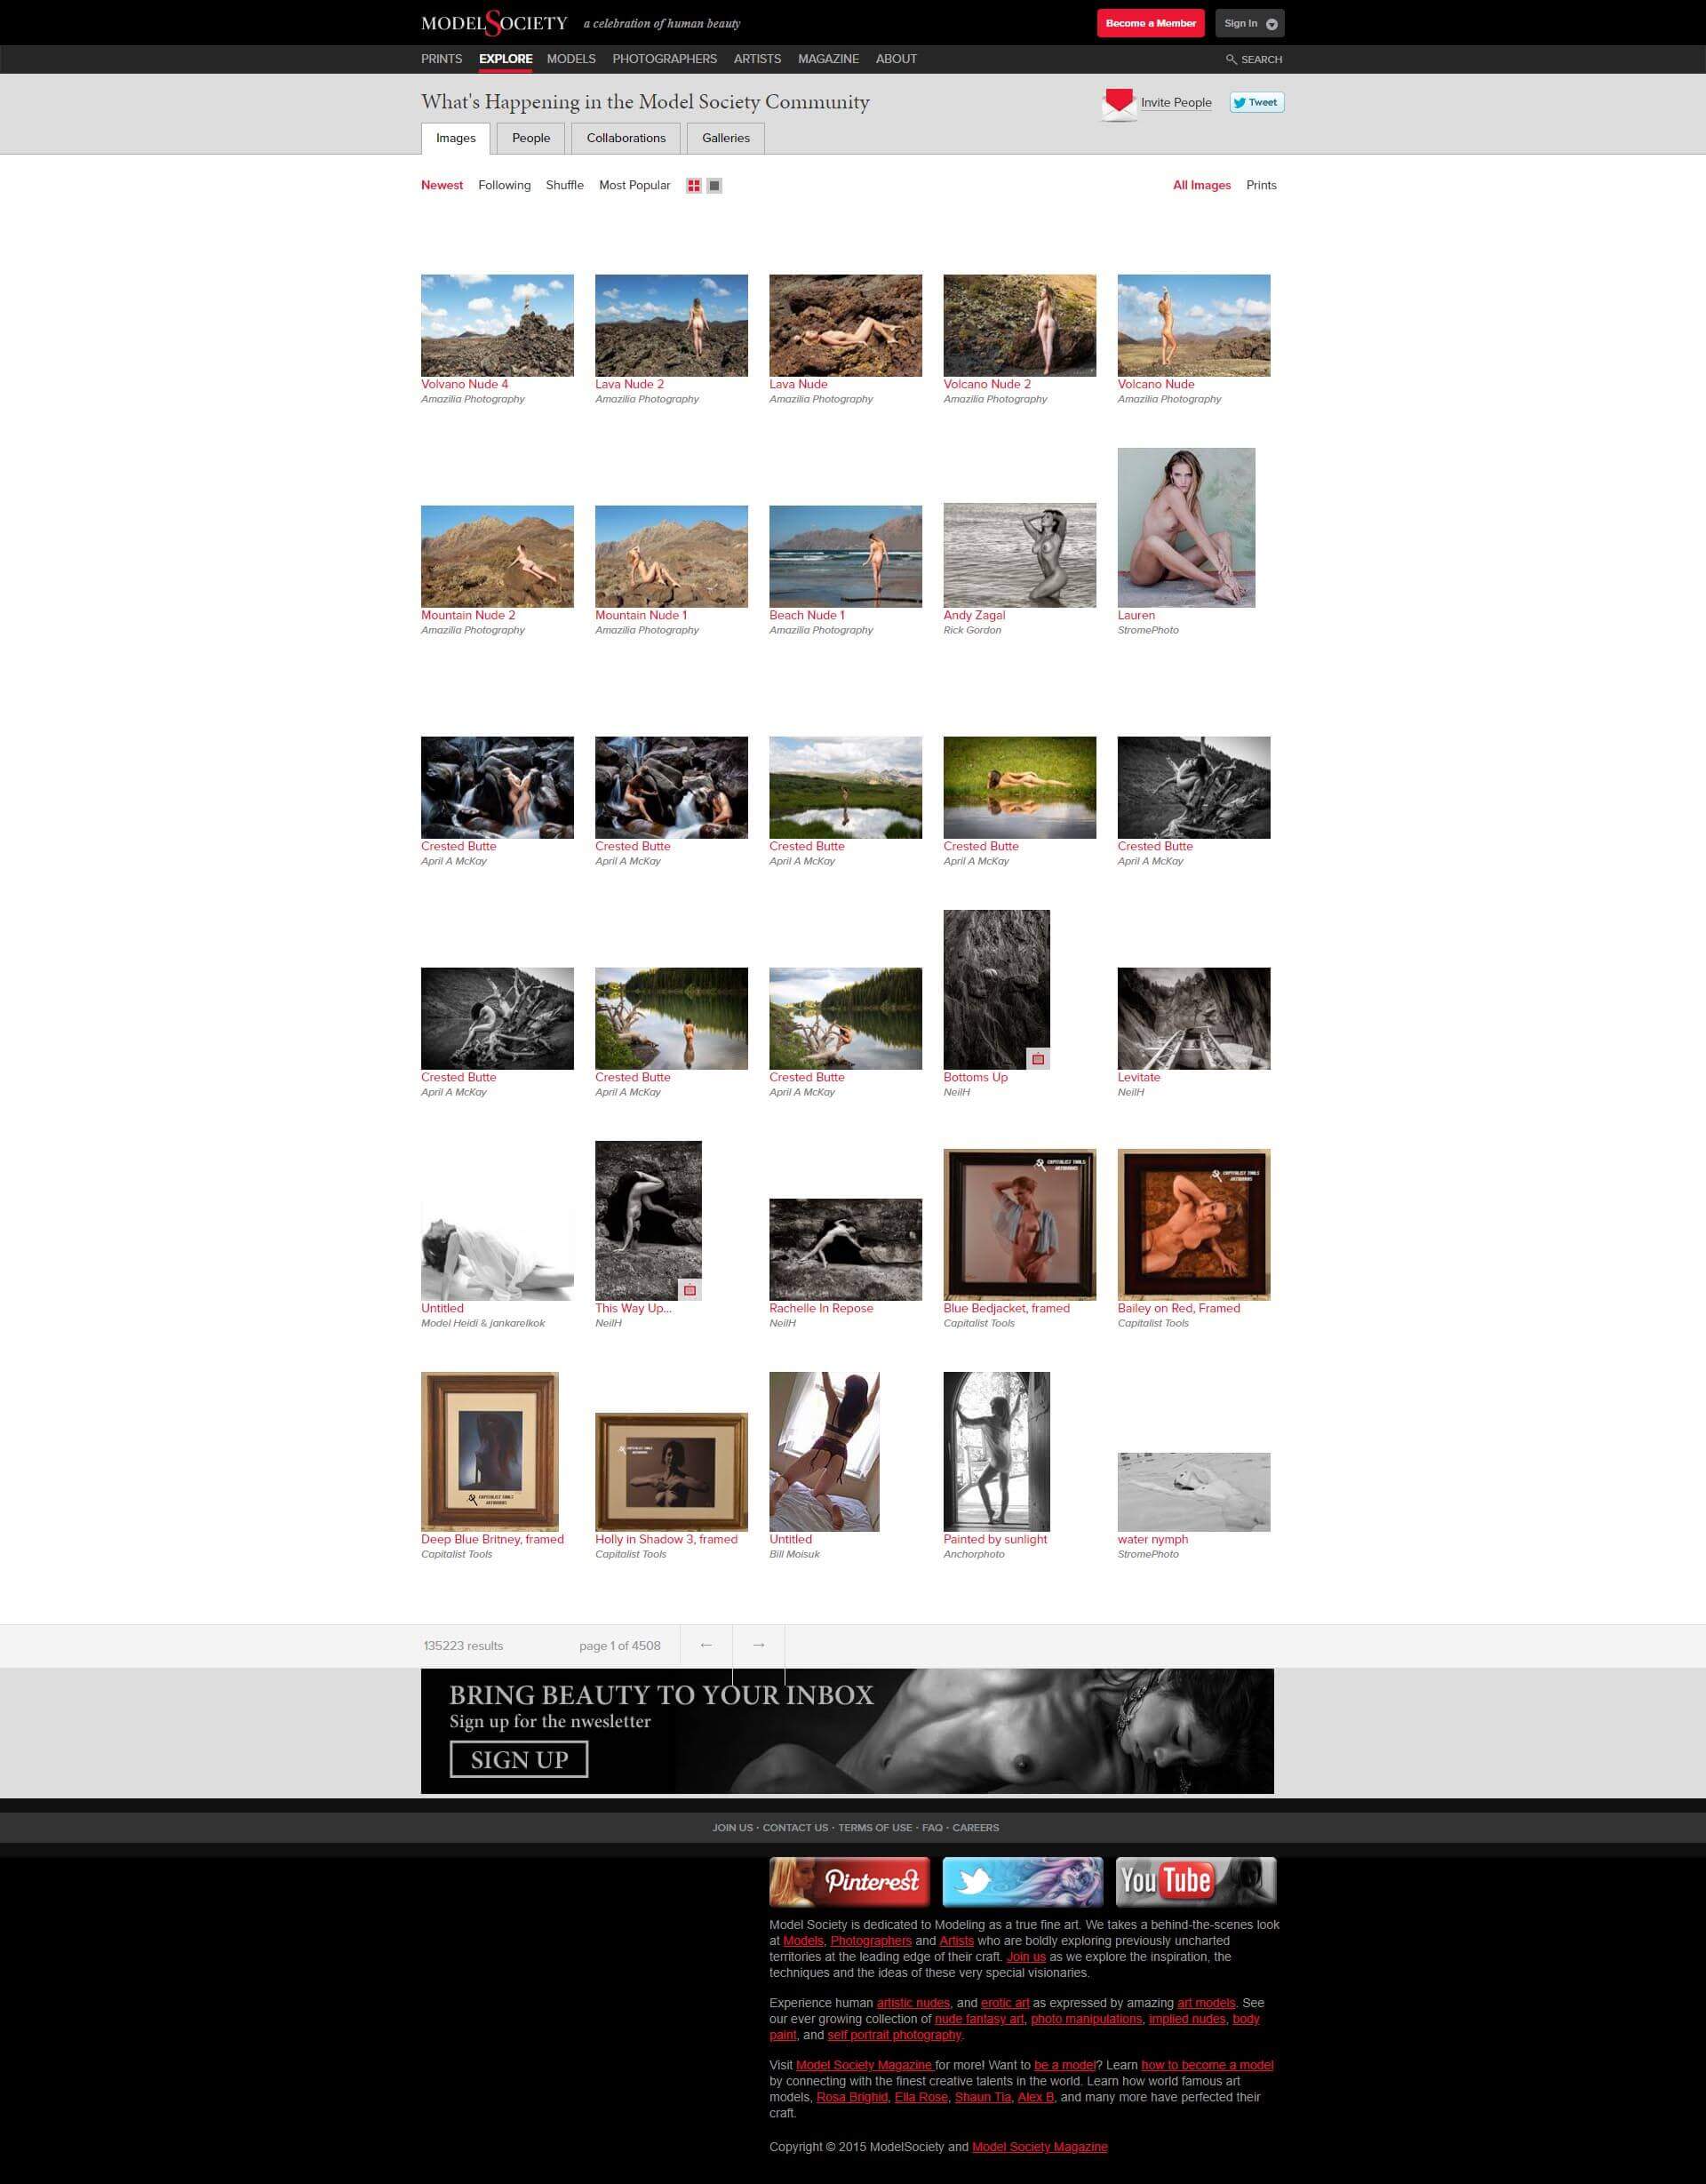 MODELSOCIETY a celebration of human beauty
Become a Member
Sign In
PRINTS EXPLORE MODELS PHOTOGRAPHERS ARTISTS MAGAZINE ABOUT
SEARCH
What's Happening in the Model Society Community
Invite People
Tweet
Images People Collaborations Galleries
Newest Following Shuffle Most Popular
All Images Prints
Volvano Nude 4
Amazilia Photography
Lava Nude 2
Amazilia Photography
Lava Nude
Amazilia Photography
Volcano Nude 2
Amazilia Photography
Volcano Nude
Amazilia Photography
Mountain Nude 2
Amazilia Photography
Mountain Nude 1
Amazilia Photography
Beach Nude 1
Amazilia Photography
Andy Zagal
Rick Gordon
Lauren
StromePhoto
Crested Butte
April A McKay
Crested Butte
April A McKay
Crested Butte
April A McKay
Crested Butte
April A McKay
Crested Butte
April A McKay
Crested Butte
April A McKay
Crested Butte
April A McKay
Crested Butte
April A McKay
Bottoms Up
NeilH
Levitate
NeilH
Untitled
Model Heidi & jankarelkok
This Way Up...
NeilH
Rachelle In Repose
NeilH
CAPITALIST TOOLS
ARTWORKS
Blue Bedjacket, framed
Capitalist Tools
CAPITALIST TOOLS
ARTWORKS
Bailey on Red, Framed
Capitalist Tools
CAPITALIST TOOLS
ARTWORKS
Deep Blue Britney, framed
Capitalist Tools
CAPITALIST TOOLS
ARTWORKS
Holly in Shadow 3, framed
Capitalist Tools
Untitled
Bill Moisuk
Painted by sunlight
Anchorphoto
water nymph
StromePhoto
135223 results
page 1 of 4508
← →
BRING BEAUTY TO YOUR INBOX
Sign up for the nwesletter
SIGN UP
JOIN US · CONTACT US · TERMS OF USE · FAQ · CAREERS
Pinterest
YouTube
Model Society is dedicated to Modeling as a true fine art. We takes a behind-the-scenes look
at Models, Photographers and Artists who are boldly exploring previously uncharted
territories at the leading edge of their craft. Join us as we explore the inspiration, the
techniques and the ideas of these very special visionaries.
Experience human artistic nudes, and erotic art as expressed by amazing art models. See
our ever growing collection of nude fantasy art, photo manipulations, implied nudes, body
paint, and self portrait photography.
Visit Model Society Magazine for more! Want to be a model? Learn how to become a model
by connecting with the finest creative talents in the world. Learn how world famous art
models, Rosa Brighid, Ella Rose, Shaun Tia, Alex B, and many more have perfected their
craft.
Copyright © 2015 ModelSociety and Model Society Magazine